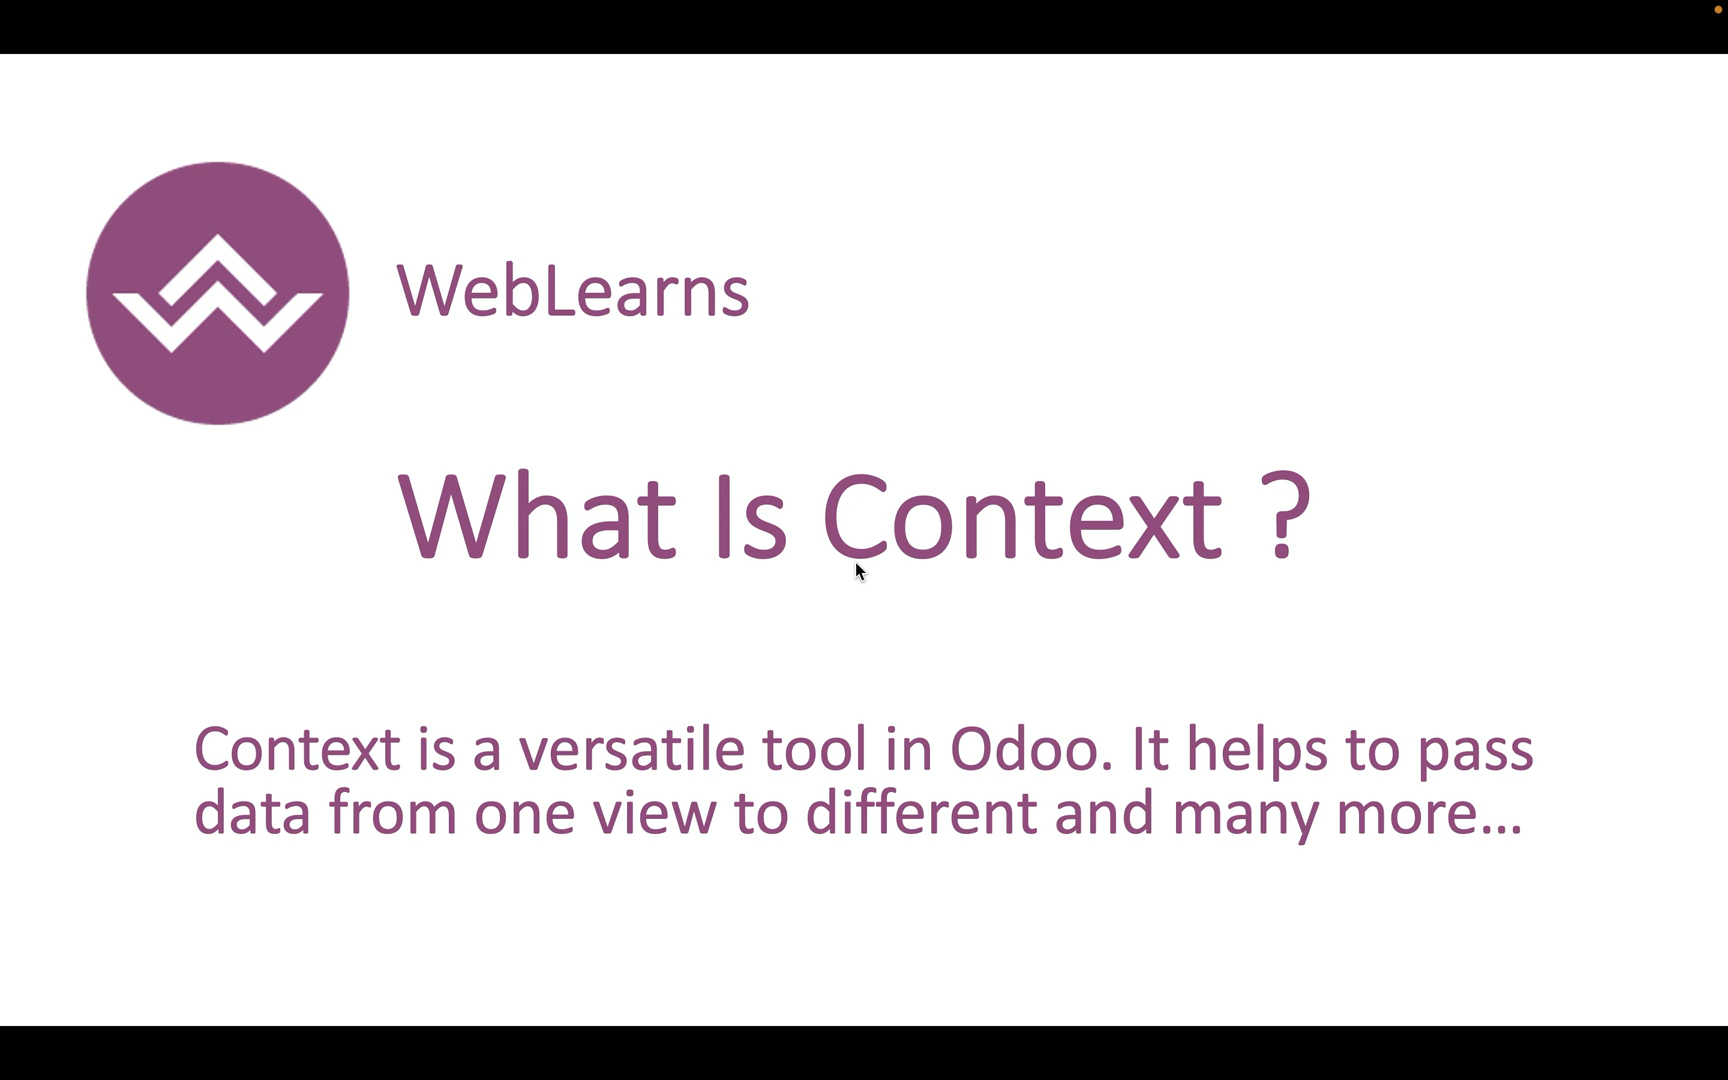 WebLearns
What Is Context ?
Context is a versatile tool in Odoo. It helps to pass
data from one view to different and many more...